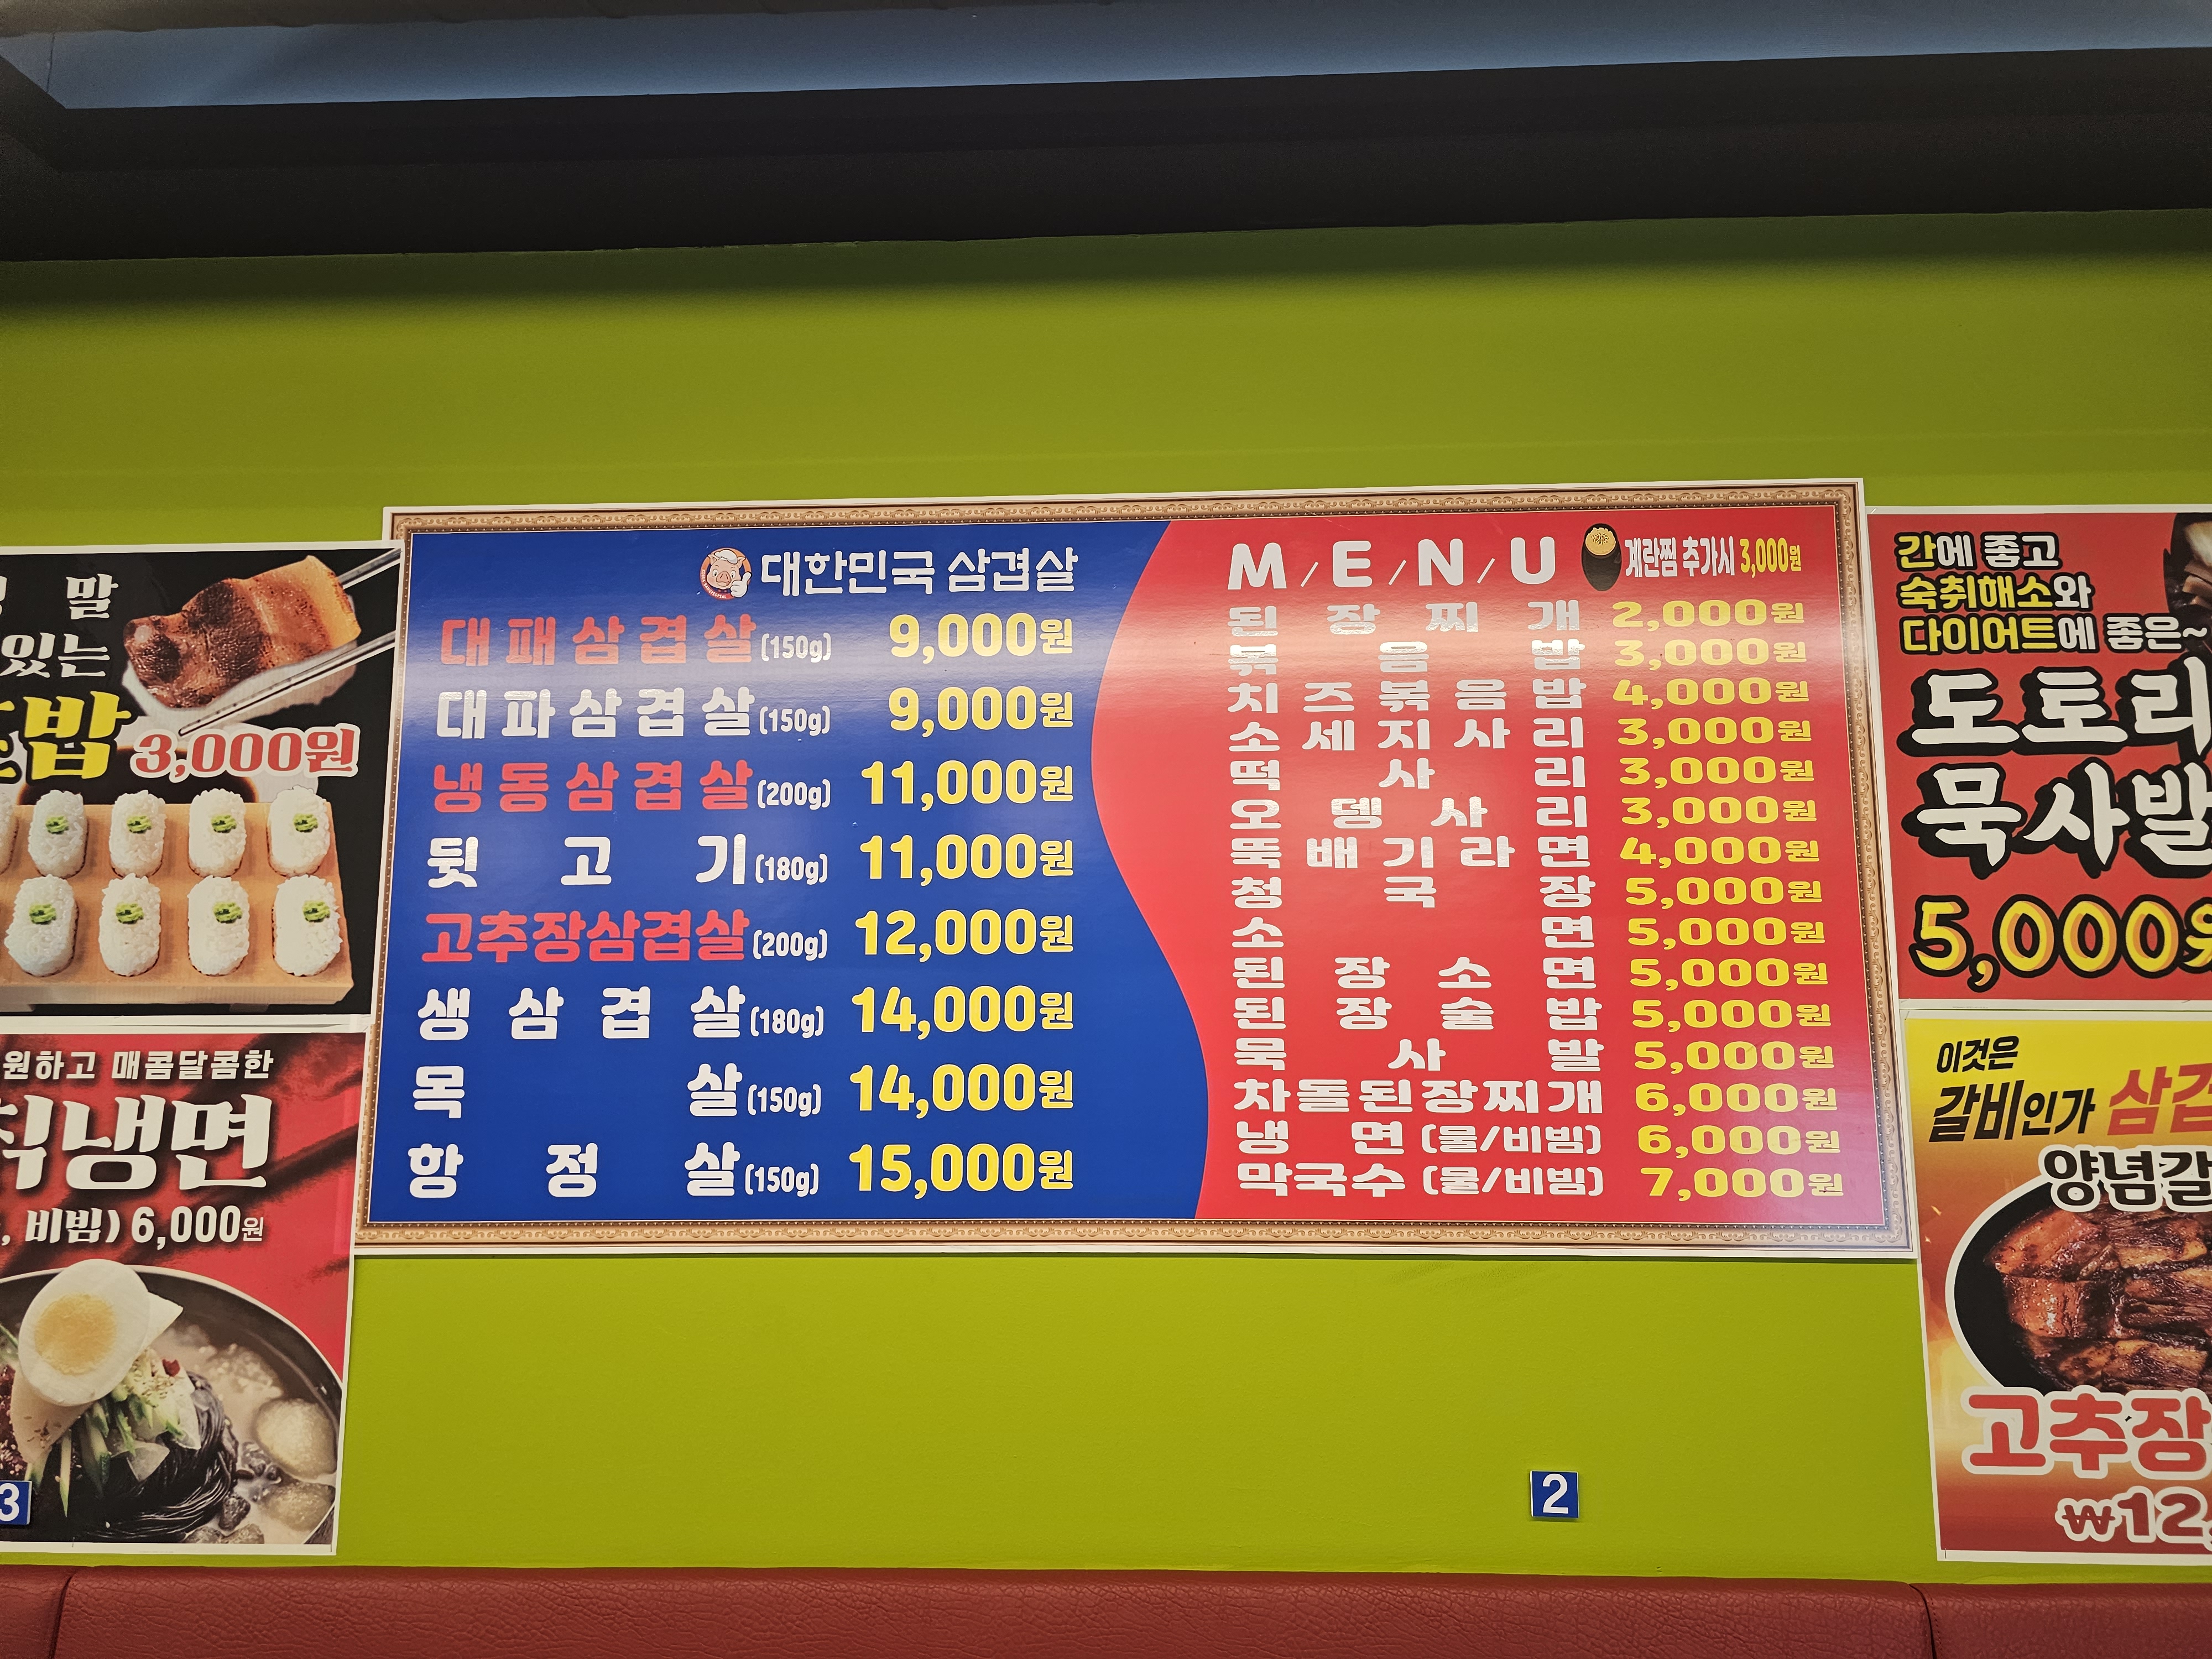 말
있는
밥
3,000원
원하고 매콤달콤한
칡냉면
, 비빔) 6,000원
3
대한민국 삼겹살
대패삼겹살(150g) 9,000원
대파삼겹살(150g) 9,000원
냉동삼겹살(200g) 11,000원
뒷고기(180g) 11,000원
고추장삼겹살(200g) 12,000원
생삼겹살(180g) 14,000원
목살(150g) 14,000원
항정살(150g) 15,000원
M/E/N/U 계란찜 추가시 3,000원
된장찌개 2,000원
볶음밥 3,000원
치즈볶음밥 4,000원
소세지사리 3,000원
떡사리 3,000원
오뎅사리 3,000원
뚝배기라면 4,000원
청국장 5,000원
소면 5,000원
된장소면 5,000원
된장술밥 5,000원
묵사발 5,000원
차돌된장찌개 6,000원
냉면(물/비빔) 6,000원
막국수(물/비빔) 7,000원
2
간에 좋고
숙취해소와
다이어트에 좋은~
도토리
묵사발
5,000원
이것은
갈비인가 삼겹
양념갈
고추장
₩12,